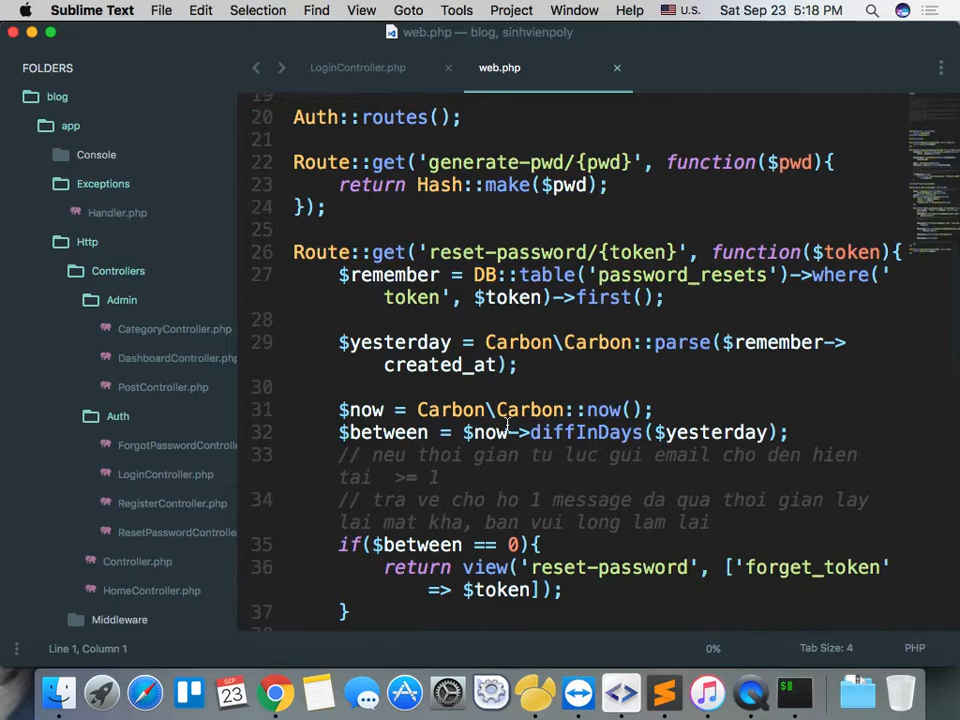 Sublime Text File Edit Selection Find View Goto Tools Project Window Help U.S. Sat Sep 23 5:18 PM
web.php — blog, sinhvienpoly
FOLDERS
blog
app
Console
Exceptions
Handler.php
Http
Controllers
Admin
CategoryController.php
DashboardController.php
PostController.php
Auth
ForgotPassword
LoginController.php
RegisterController.php
ResetPasswordControlle
Controller.php
HomeController.php
Middleware
LoginController.php × web.php ×
19
20 Auth::routes();
21
22 Route::get('generate-pwd/{pwd}', function($pwd){
23 return Hash::make($pwd);
24 });
25
26 Route::get('reset-password/{token}', function($token){
27 $remember = DB::table('password_resets')->where('
token', $token)->first();
28
29 $yesterday = Carbon\Carbon::parse($remember->
created_at);
30
31 $now = Carbon\Carbon::now();
32 $between = $now->diffInDays($yesterday);
33 // neu thoi gian tu luc gui email cho den hien
tai >= 1
34 // tra ve cho ho 1 message da qua thoi gian lay
lai mat kha, ban vui long lam lai
35 if($between == 0){
36 return view('reset-password', ['forget_token'
=> $token]);
37 }
Line 1, Column 1 0% Tab Size: 4 PHP
SEP
23